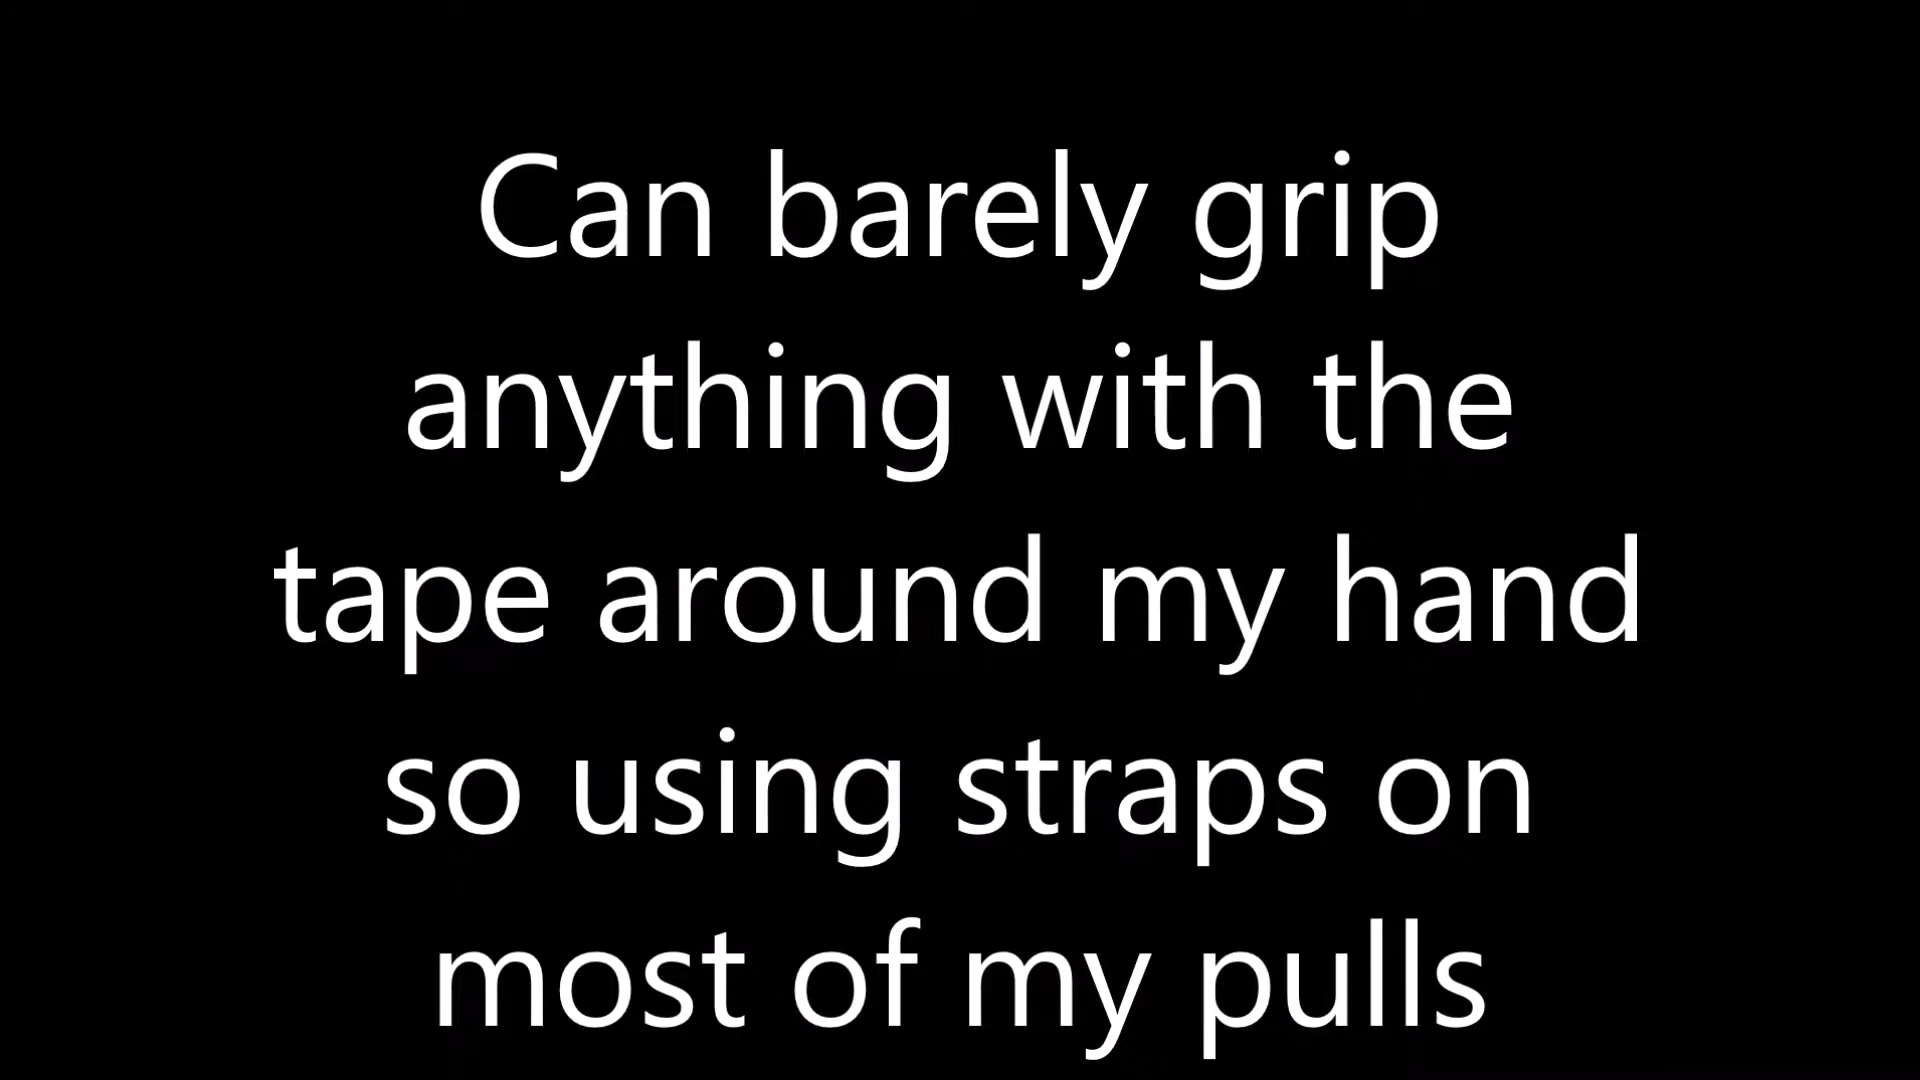 Can barely grip
anything with the
tape around my hand
so using straps on
most of my pulls